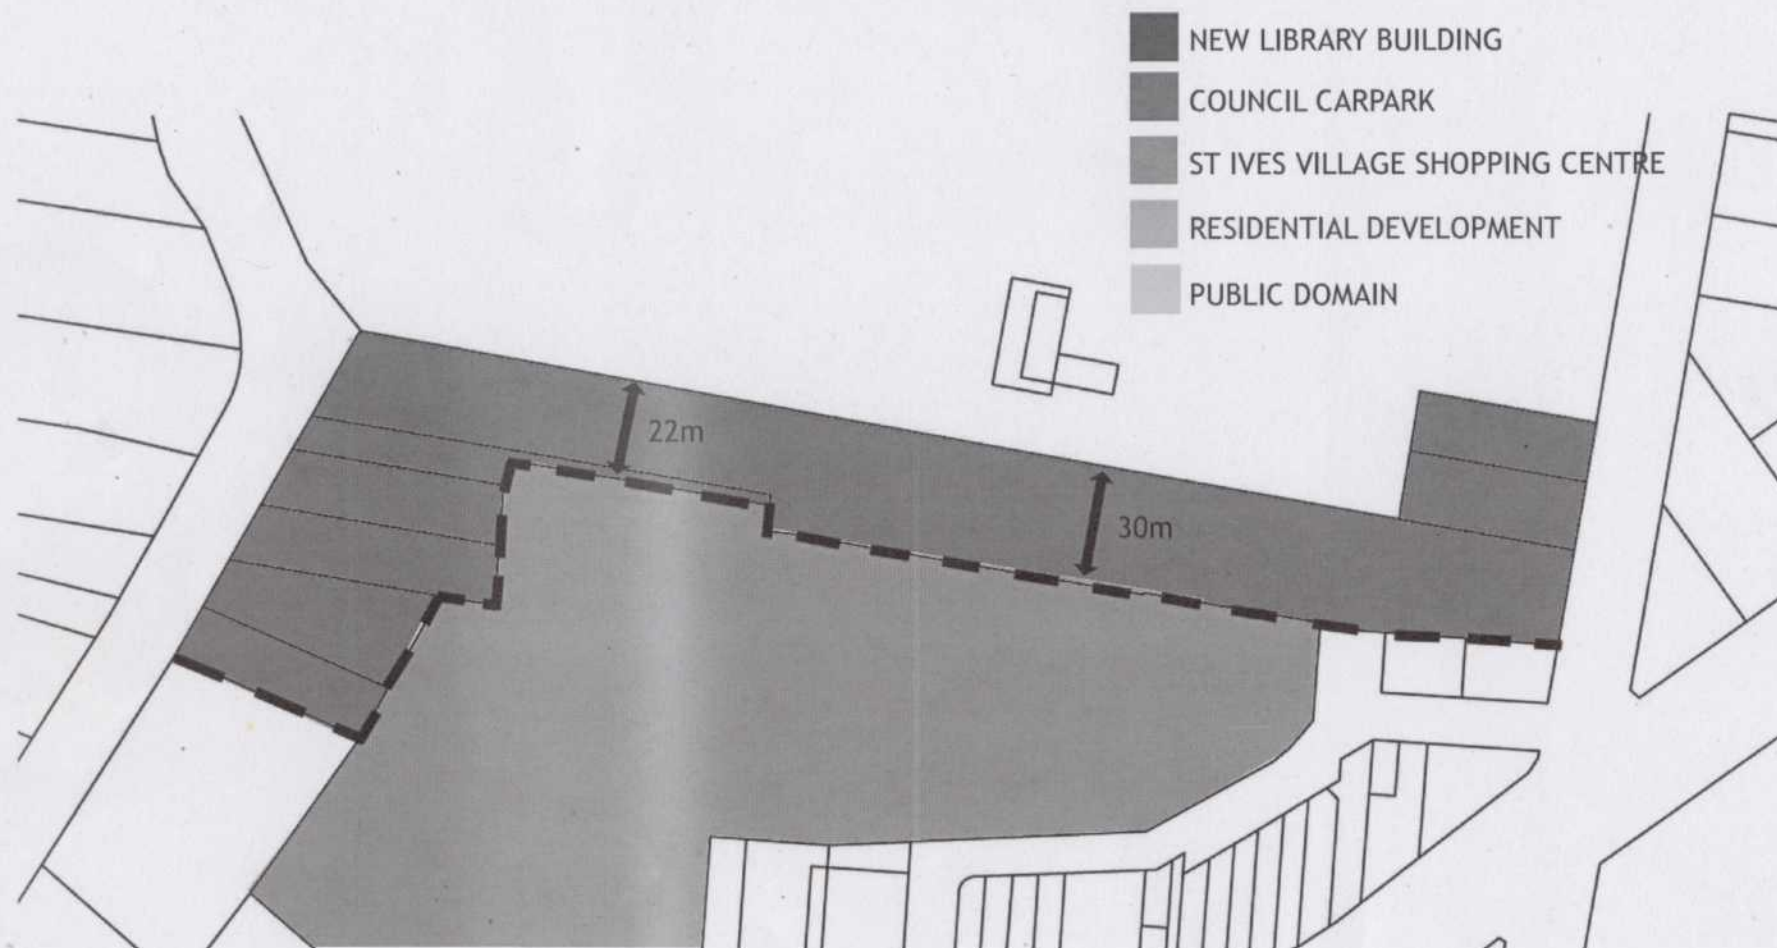 NEW LIBRARY BUILDING
COUNCIL CARPARK
ST IVES VILLAGE SHOPPING CENTRE
RESIDENTIAL DEVELOPMENT
PUBLIC DOMAIN
22m
30m